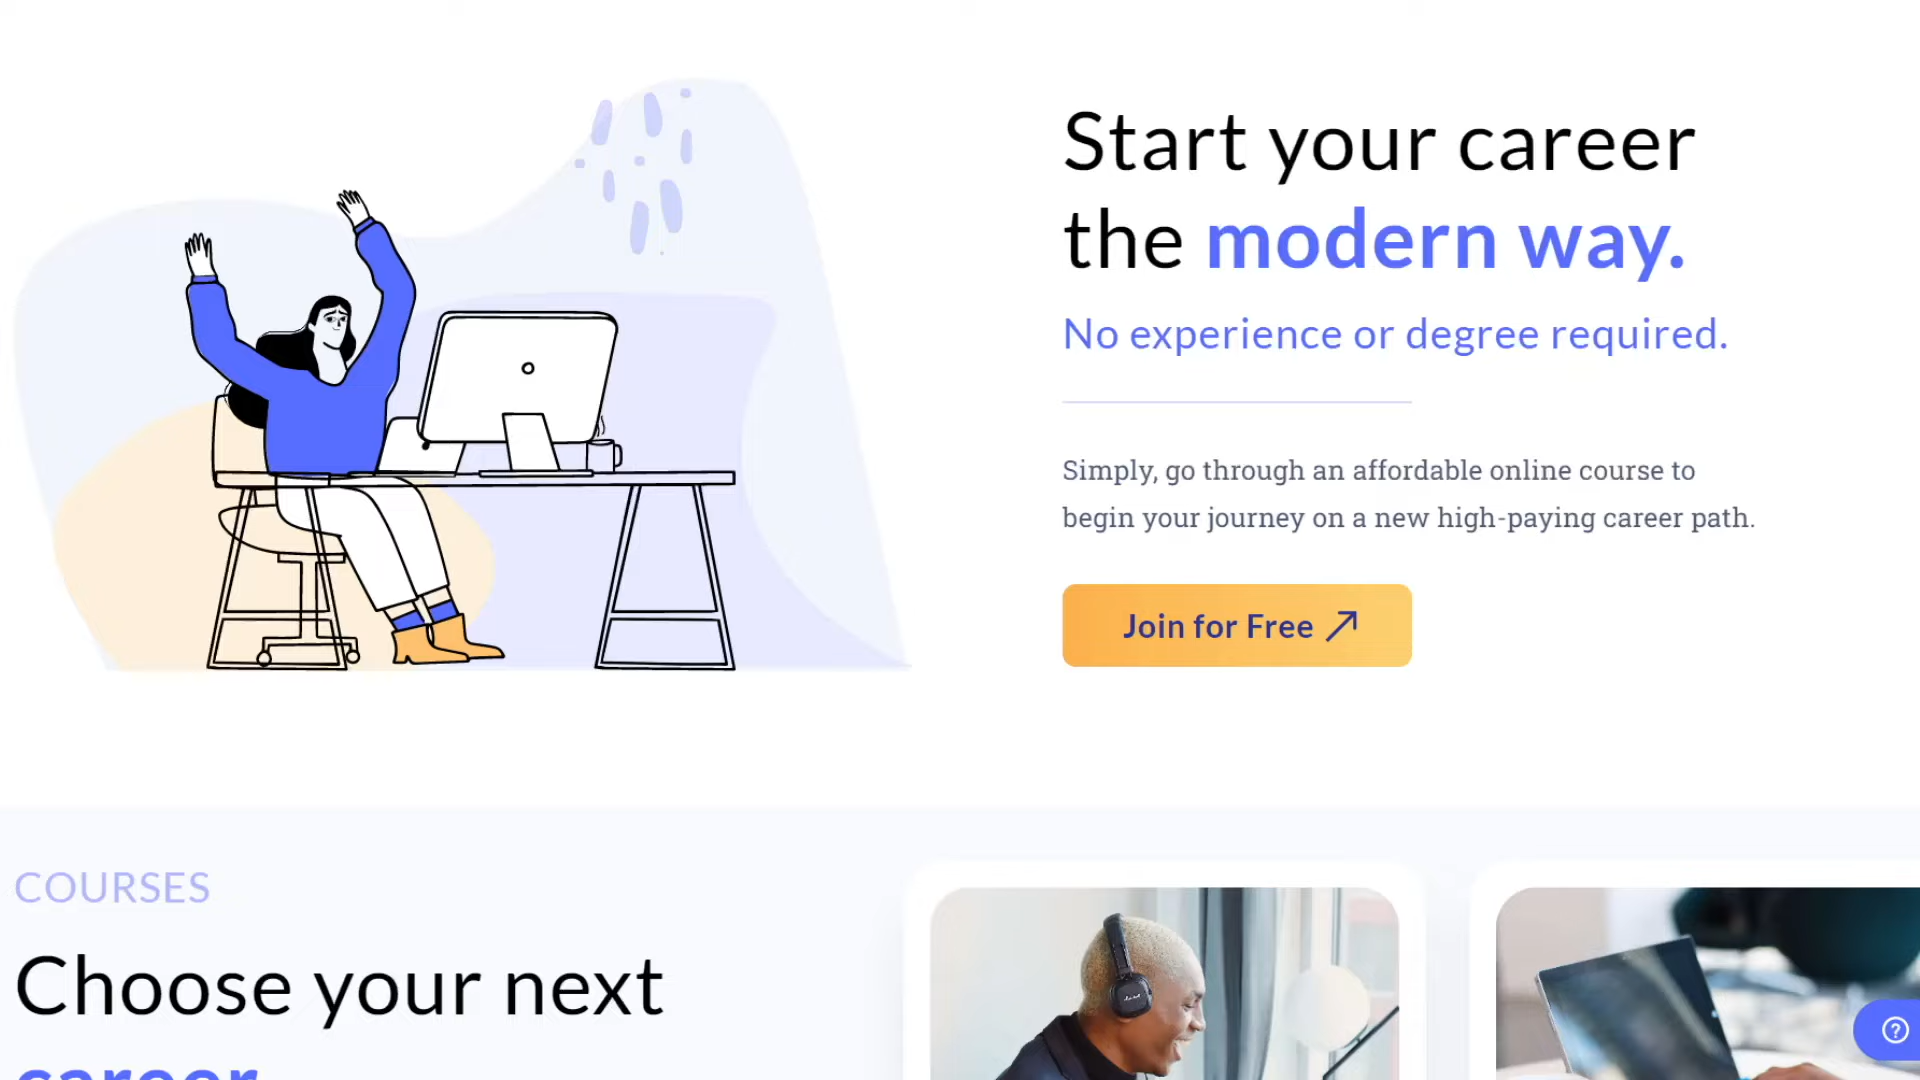 Start your career
the modern way.
No experience or degree required.
Simply, go through an affordable online course to
begin your journey on a new high-paying career path.
Join for Free
COURSES
Choose your next
career